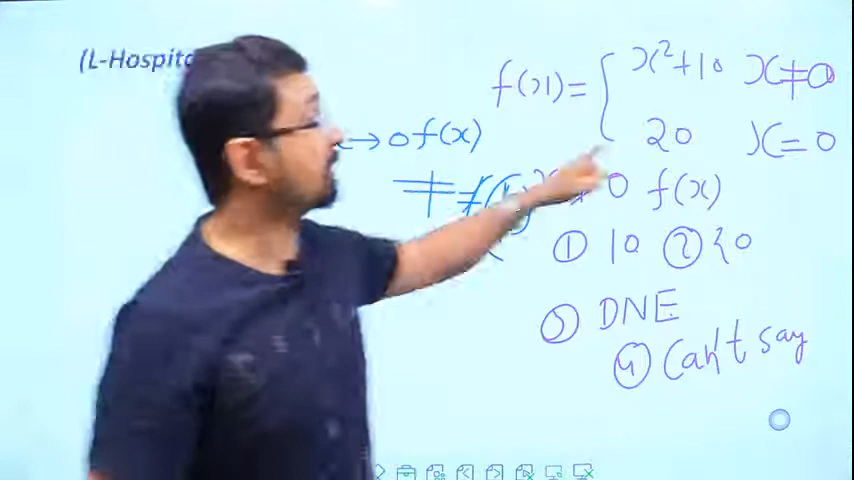 (L-Hospita
f(x) = { x²+10 x≠0
20 x=0
→ 0 f(x)
≠ f(
0 f(x)
① 10 ② 20
③ DNE
④ Can't say